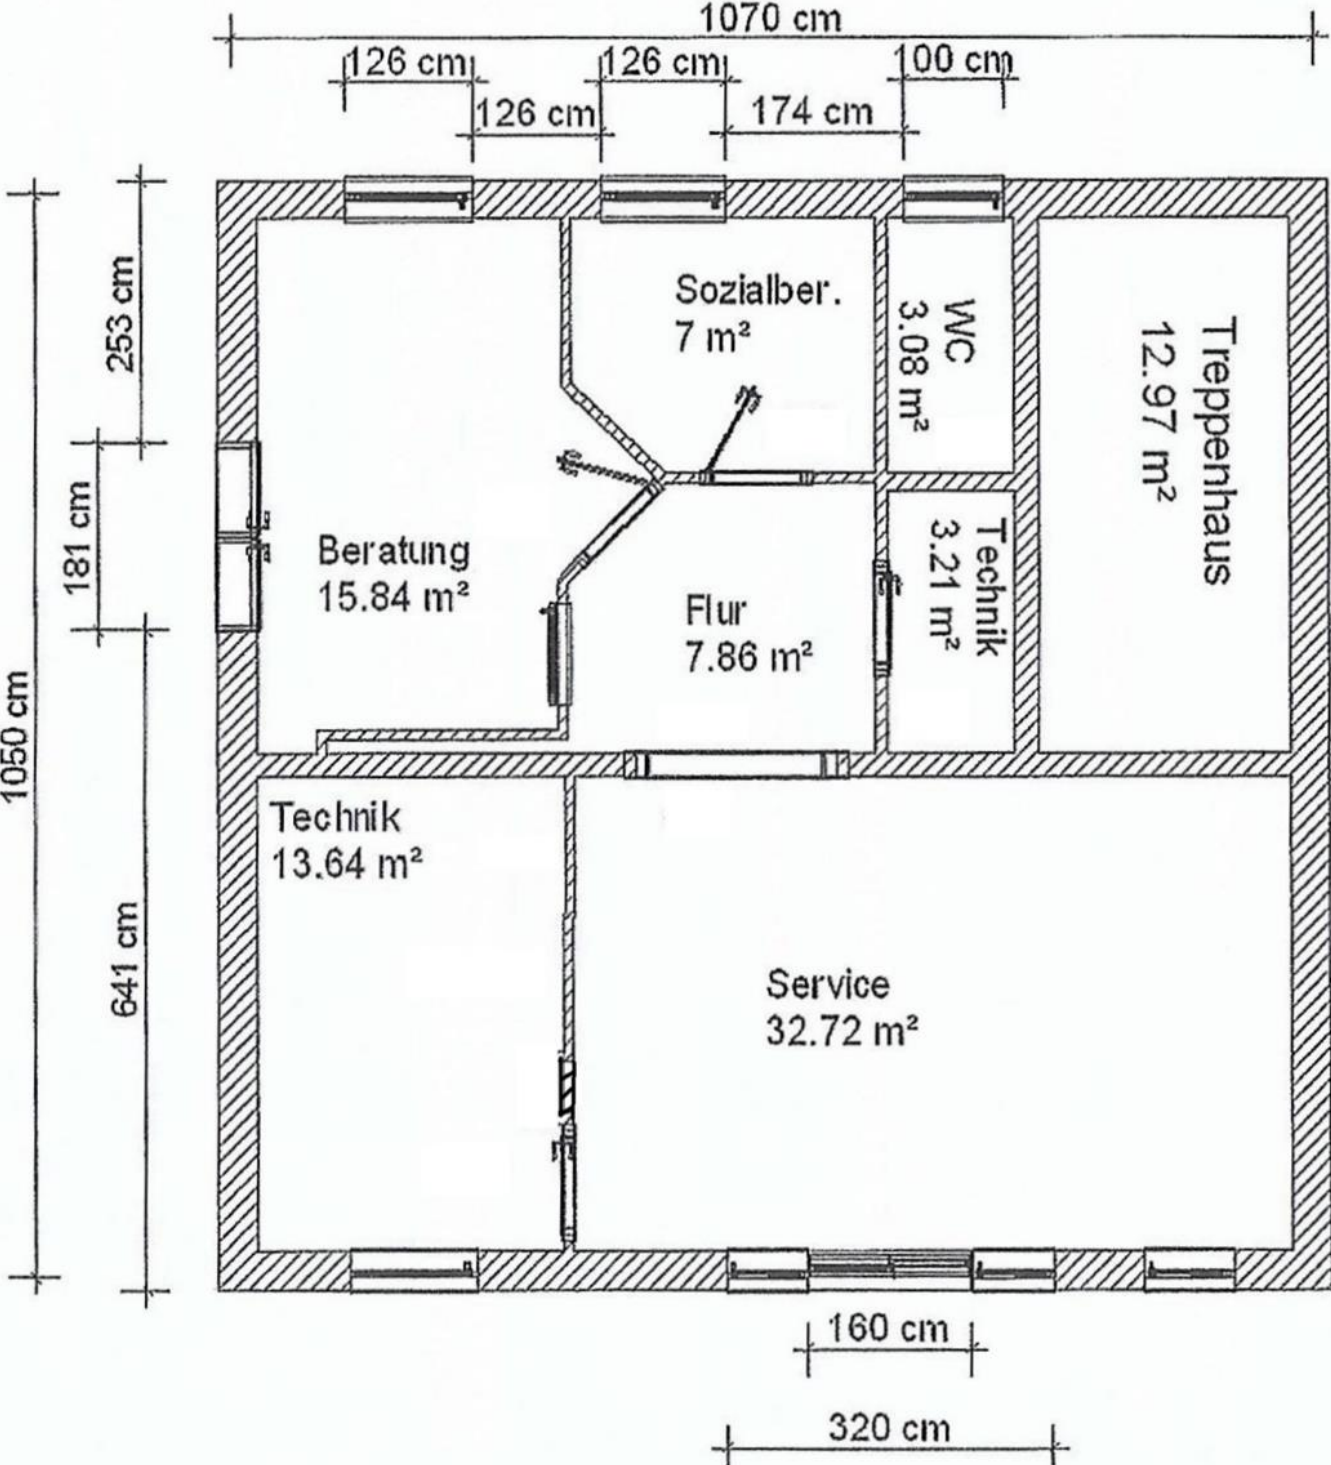 1070 cm
126 cm
126 cm
100 cm
126 cm
174 cm
253 cm
181 cm
1050 cm
641 cm
Sozialber.
7 m²
WC
3.08 m²
Treppenhaus
12.97 m²
Beratung
15.84 m²
Flur
7.86 m²
Technik
3.21 m²
Technik
13.64 m²
Service
32.72 m²
160 cm
320 cm